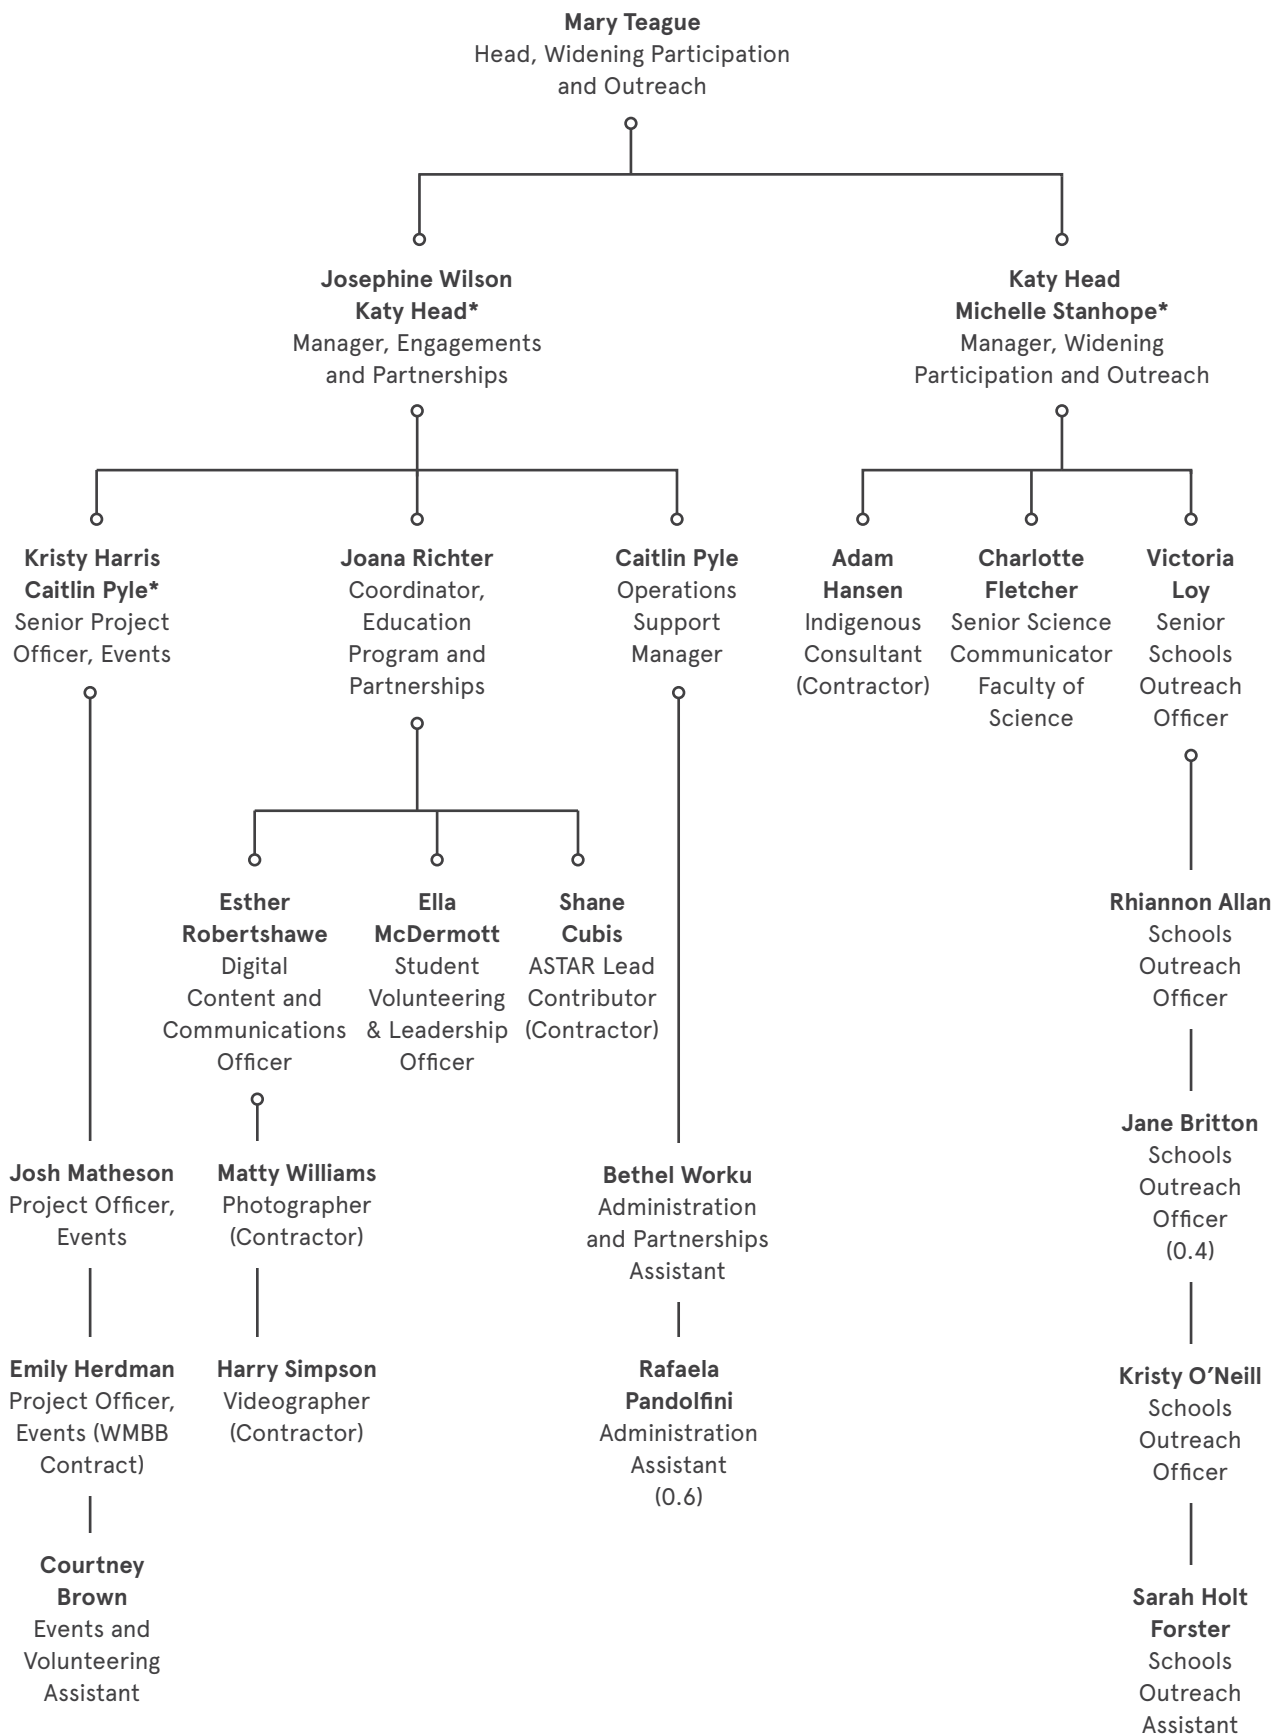 Mary Teague
Head, Widening Participation
and Outreach
Josephine Wilson
Katy Head*
Manager, Engagements
and Partnerships
Katy Head
Michelle Stanhope*
Manager, Widening
Participation and Outreach
Kristy Harris
Caitlin Pyle*
Senior Project
Officer, Events
Joana Richter
Coordinator,
Education
Program and
Partnerships
Caitlin Pyle
Operations
Support
Manager
Adam
Hansen
Indigenous
Consultant
(Contractor)
Charlotte
Fletcher
Senior Science
Communicator
Faculty of
Science
Victoria
Loy
Senior
Schools
Outreach
Officer
Esther
Robertshawe
Digital
Content and
Communications
Officer
Ella
McDermott
Student
Volunteering
& Leadership
Officer
Shane
Cubis
ASTAR Lead
Contributor
(Contractor)
Rhiannon Allan
Schools
Outreach
Officer
Jane Britton
Schools
Outreach
Officer
(0.4)
Josh Matheson
Project Officer,
Events
Matty Williams
Photographer
(Contractor)
Bethel Worku
Administration
and Partnerships
Assistant
Emily Herdman
Project Officer,
Events (WMBB
Contract)
Harry Simpson
Videographer
(Contractor)
Rafaela
Pandolfini
Administration
Assistant
(0.6)
Kristy O’Neill
Schools
Outreach
Officer
Courtney
Brown
Events and
Volunteering
Assistant
Sarah Holt
Forster
Schools
Outreach
Assistant